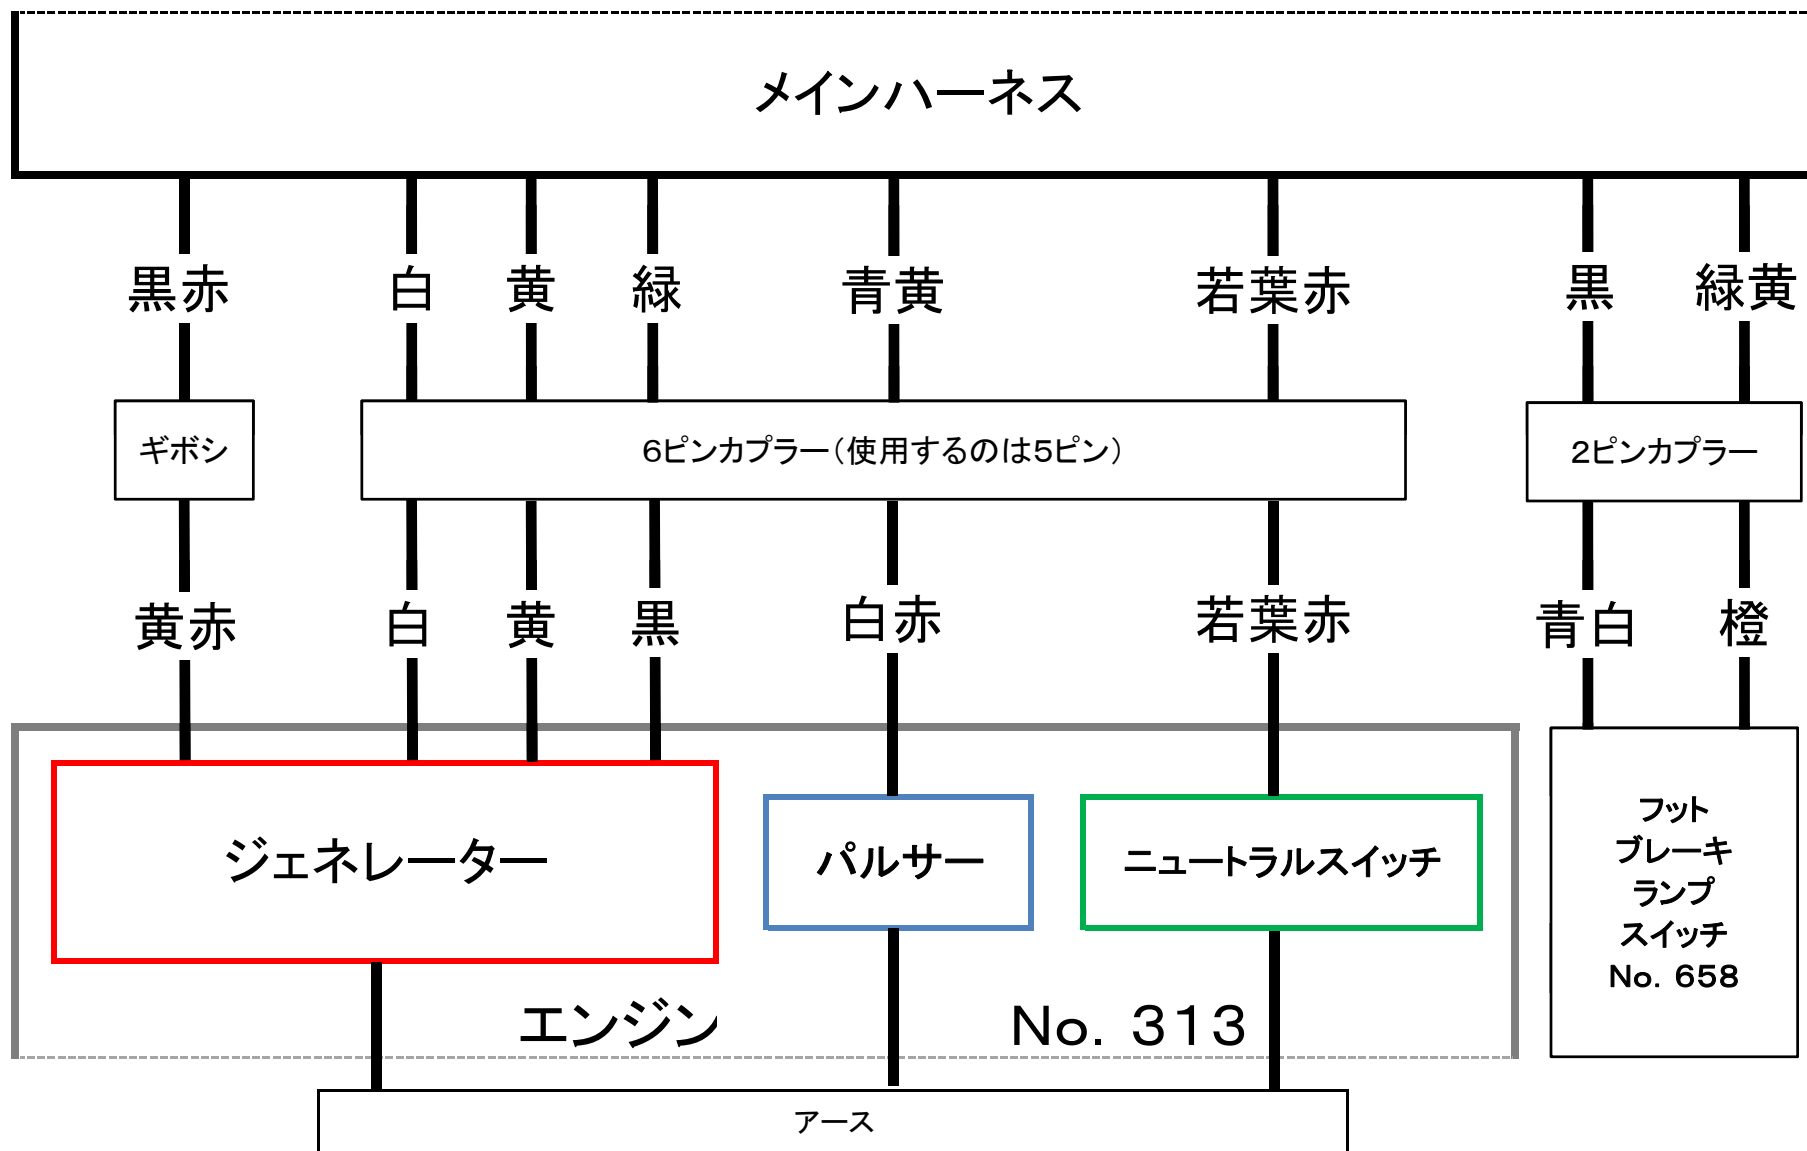 メインハーネス
黒赤
白
黄
緑
青黄
若葉赤
黒
緑黄
ギボシ
6ピンカプラー(使用するのは5ピン)
2ピンカプラー
黄赤
白
黄
黒
白赤
若葉赤
青白
橙
ジェネレーター
パルサー
ニュートラルスイッチ
フット
ブレーキ
ランプ
スイッチ
No. 658
エンジン
No. 313
アース